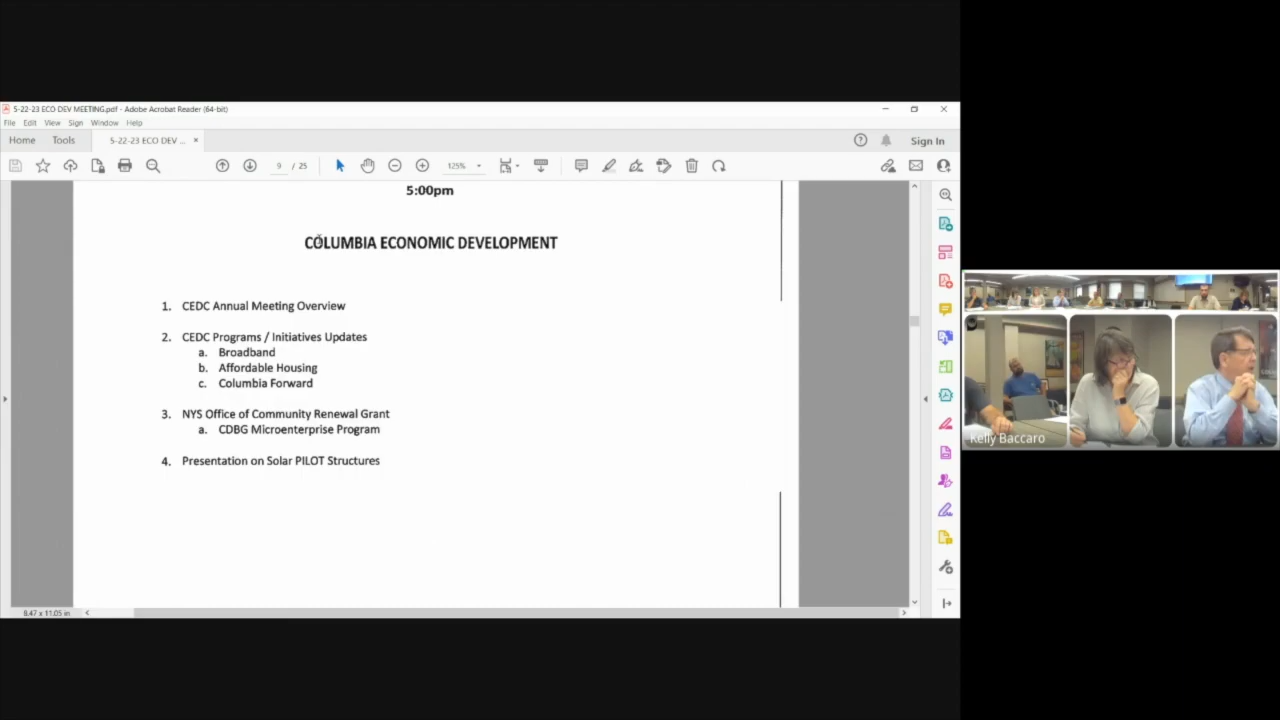 5-22-23 ECO DEV MEETING.pdf - Adobe Acrobat Reader (64-bit)
File Edit View Sign Window Help
Home Tools 5-22-23 ECO DEV ... × Sign In
9 / 25 125%
5:00pm
COLUMBIA ECONOMIC DEVELOPMENT
1. CEDC Annual Meeting Overview
2. CEDC Programs / Initiatives Updates
a. Broadband
b. Affordable Housing
c. Columbia Forward
3. NYS Office of Community Renewal Grant
a. CDBG Microenterprise Program
4. Presentation on Solar PILOT Structures
8.47 x 11.05 in
Kelly Baccaro